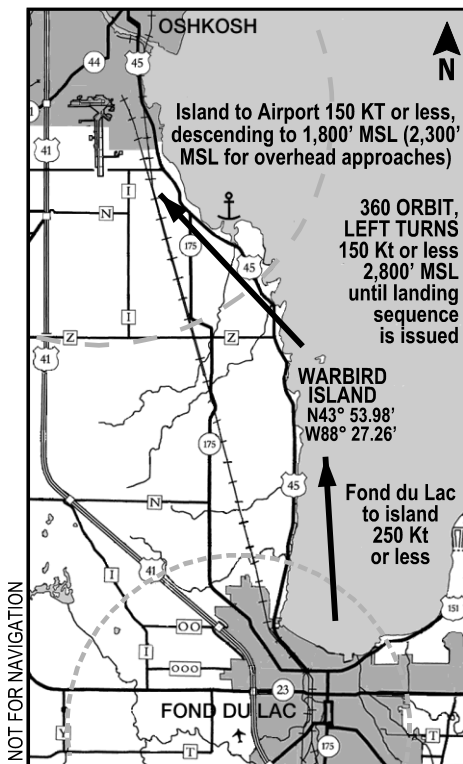 OSHKOSH
45
44
N
Island to Airport 150 KT or less,
descending to 1,800’ MSL (2,300’
MSL for overhead approaches)
41
I
N
360 ORBIT,
LEFT TURNS
150 Kt or less
2,800’ MSL
until landing
sequence
is issued
175
45
I
Z
Z
41
WARBIRD
ISLAND
N43° 53.98’
W88° 27.26’
175
45
N
Fond du Lac
to island
250 Kt
or less
41
I
151
OO
I
OOO
23
FOND DU LAC
Y
T
175
T
NOT FOR NAVIGATION